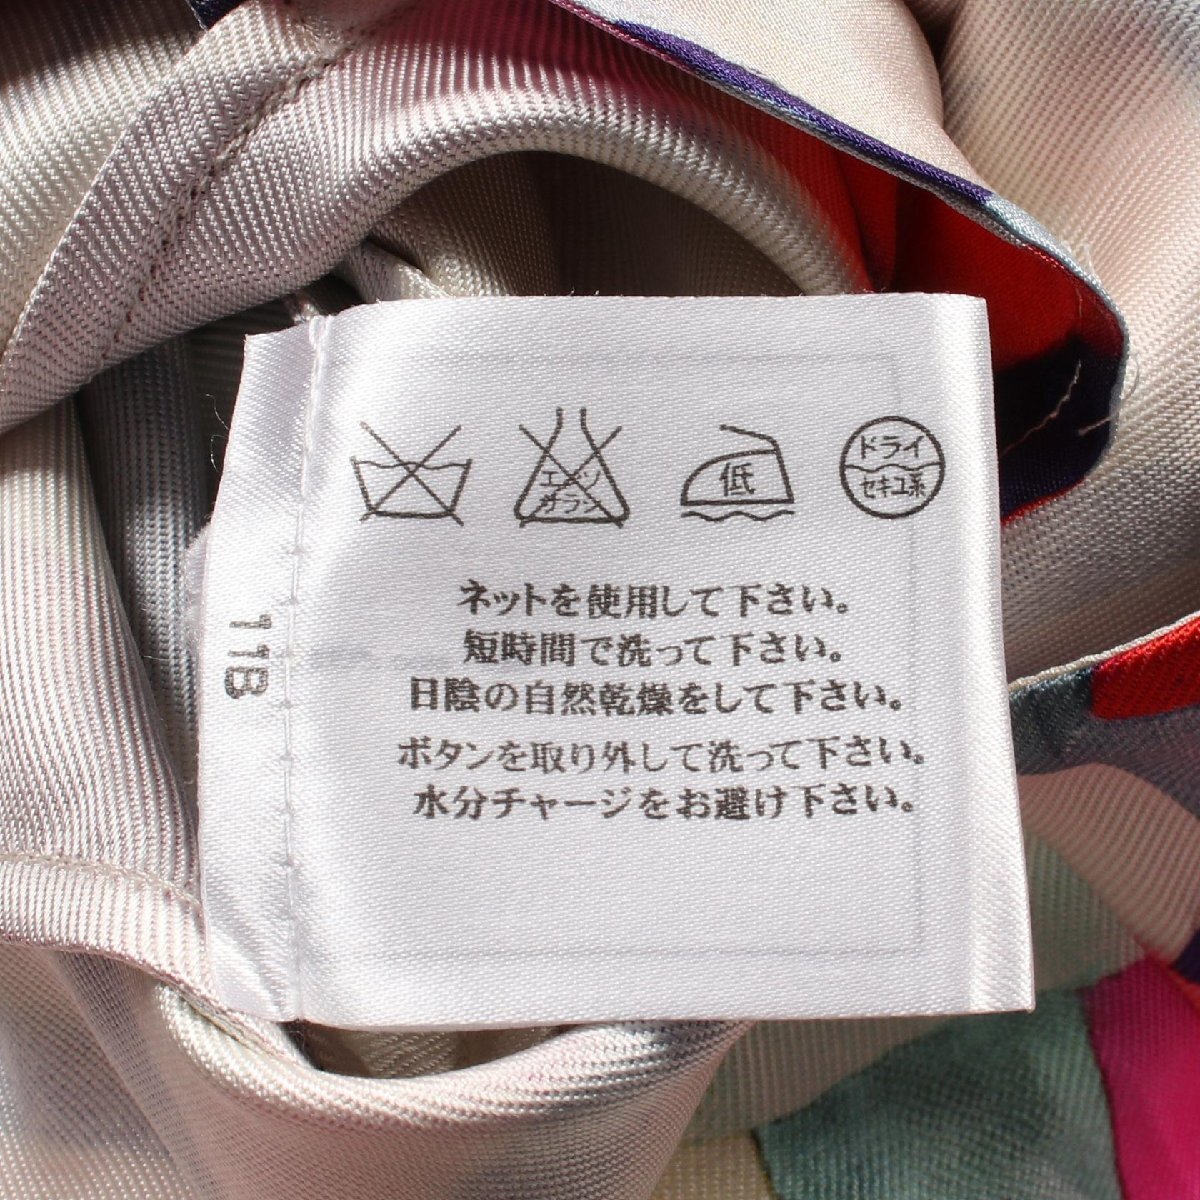 エンソ
サラシ
低
ドライ
セキユ系
ネットを使用して下さい。
短時間で洗って下さい。
日陰の自然乾燥をして下さい。
ボタンを取り外して洗って下さい。
水分チャージをお避け下さい。
11B